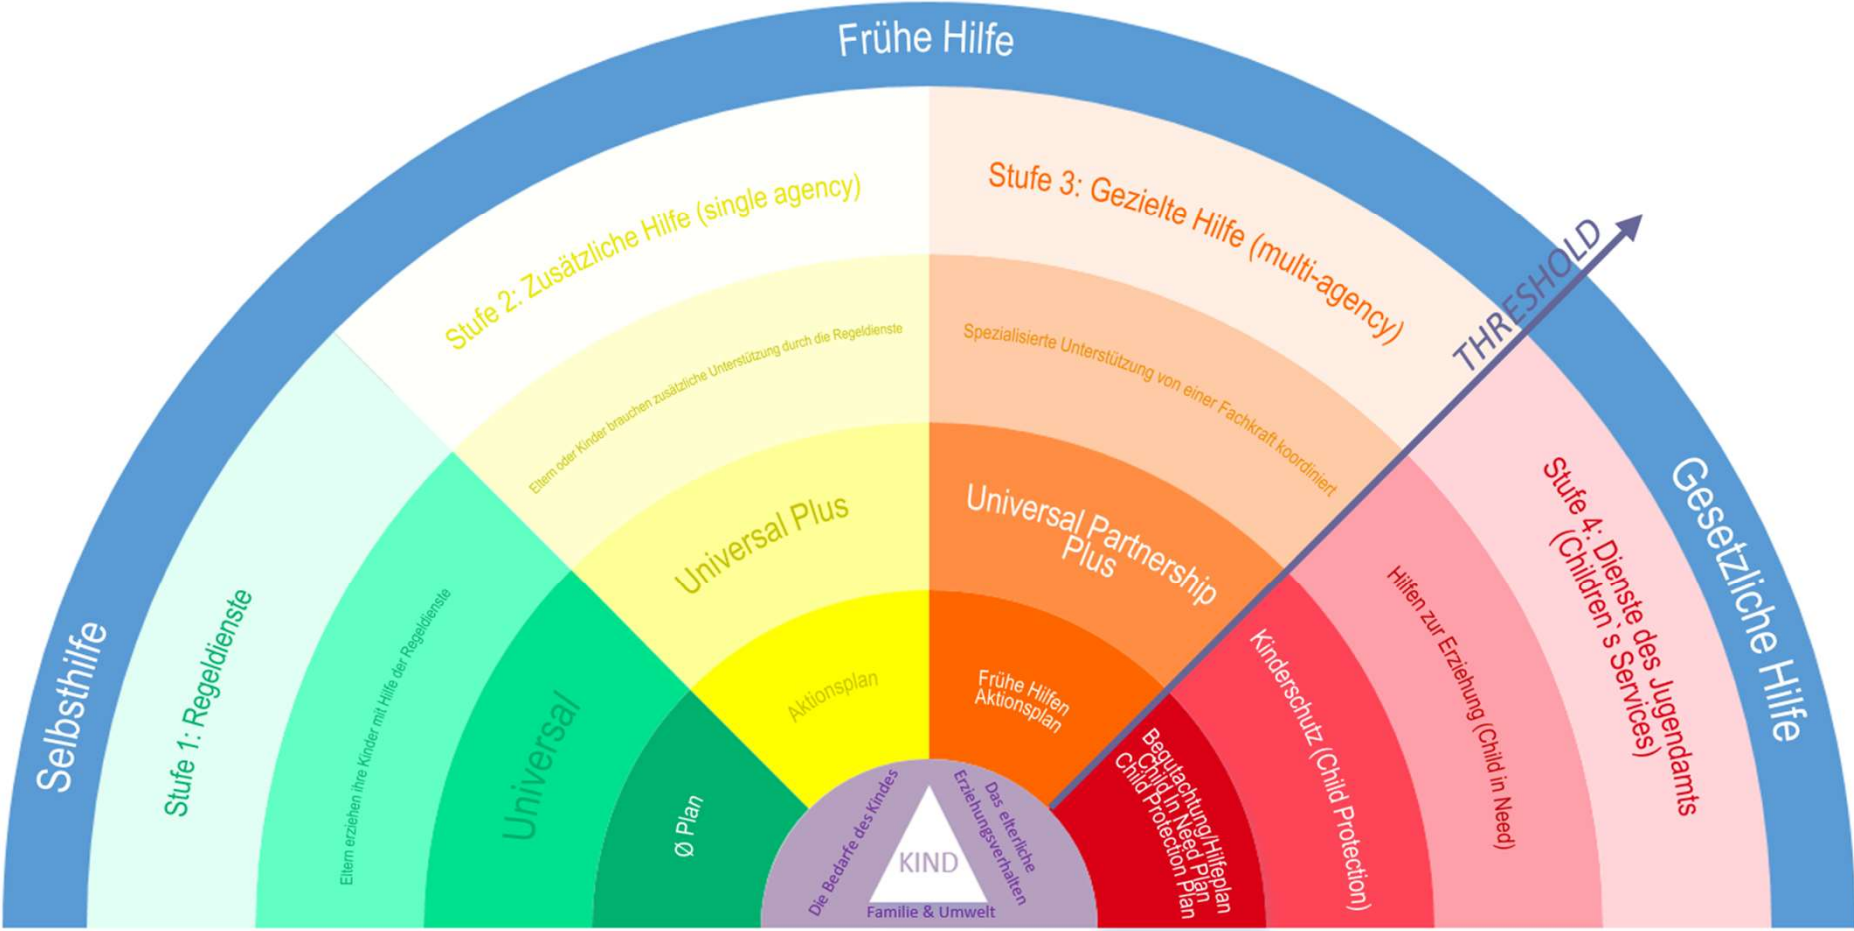 Frühe Hilfe
Selbsthilfe
Gesetzliche Hilfe
Stufe 1: Regeldienste
Eltern erziehen ihre Kinder mit Hilfe der Regeldienste
Universal
Ø Plan
Stufe 2: Zusätzliche Hilfe (single agency)
Eltern oder Kinder brauchen zusätzliche Unterstützung durch die Regeldienste
Universal Plus
Aktionsplan
Stufe 3: Gezielte Hilfe (multi-agency)
Spezialisierte Unterstützung von einer Fachkraft koordiniert
Universal Partnership
Plus
Frühe Hilfen
Aktionsplan
THRESHOLD
Stufe 4: Dienste des Jugendamts
(Children`s Services)
Hilfen zur Erziehung (Child in Need)
Kinderschutz (Child Protection)
Begutachtung/Hilfeplan
Child In Need Plan
Child Protection Plan
Die Bedarfe des Kindes
Das elterliche
Erziehungsverhalten
KIND
Familie & Umwelt